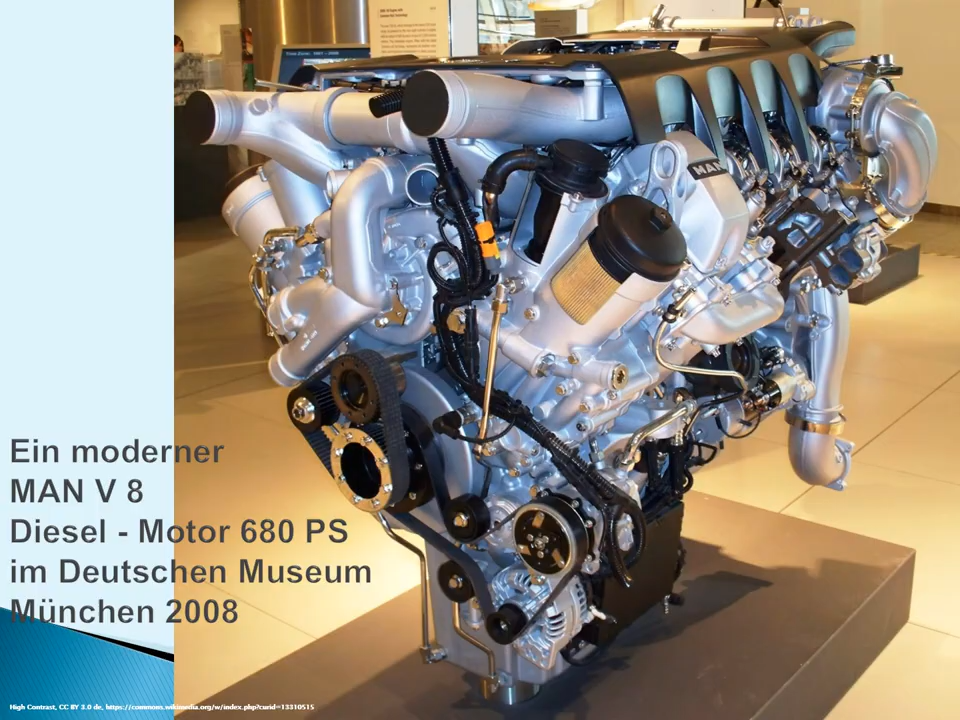 MAN
Ein moderner
MAN V 8
Diesel - Motor 680 PS
im Deutschen Museum
München 2008
High Contrast, CC BY 3.0 de, https://commons.wikimedia.org/w/index.php?curid=13310515